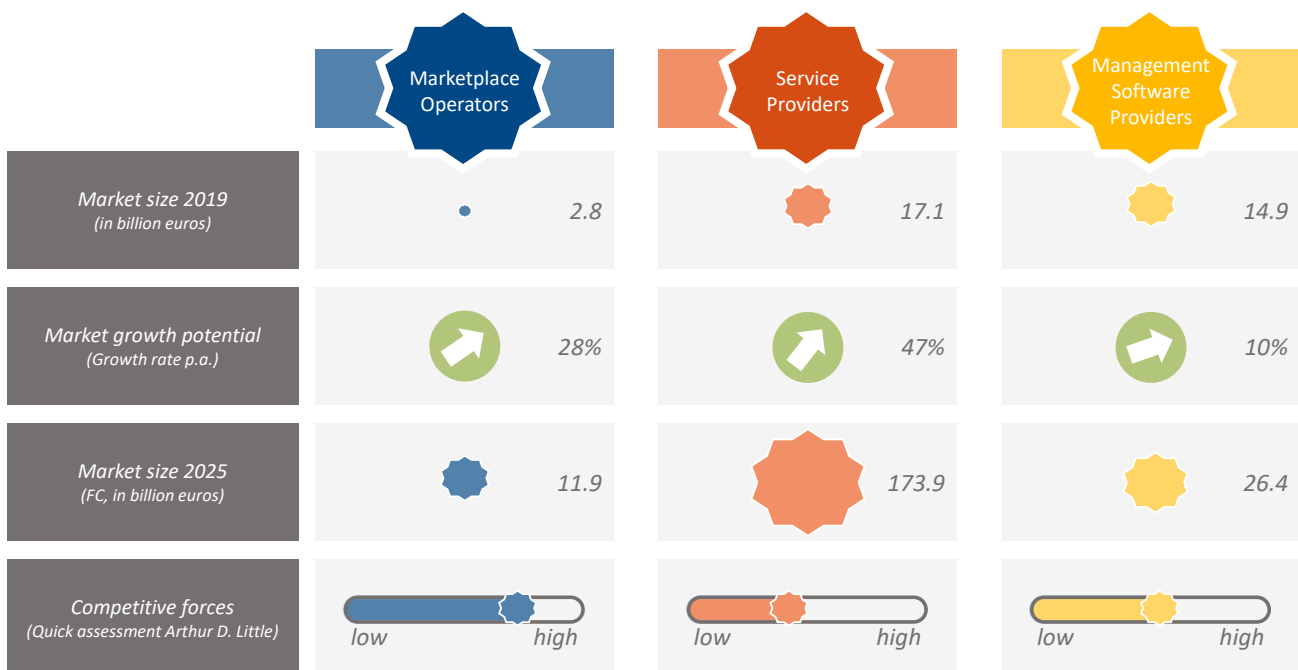 Marketplace
Operators
Service
Providers
Management
Software
Providers
Market size 2019
(in billion euros)
2.8
17.1
14.9
Market growth potential
(Growth rate p.a.)
28%
47%
10%
Market size 2025
(FC, in billion euros)
11.9
173.9
26.4
Competitive forces
(Quick assessment Arthur D. Little)
low high
low high
low high